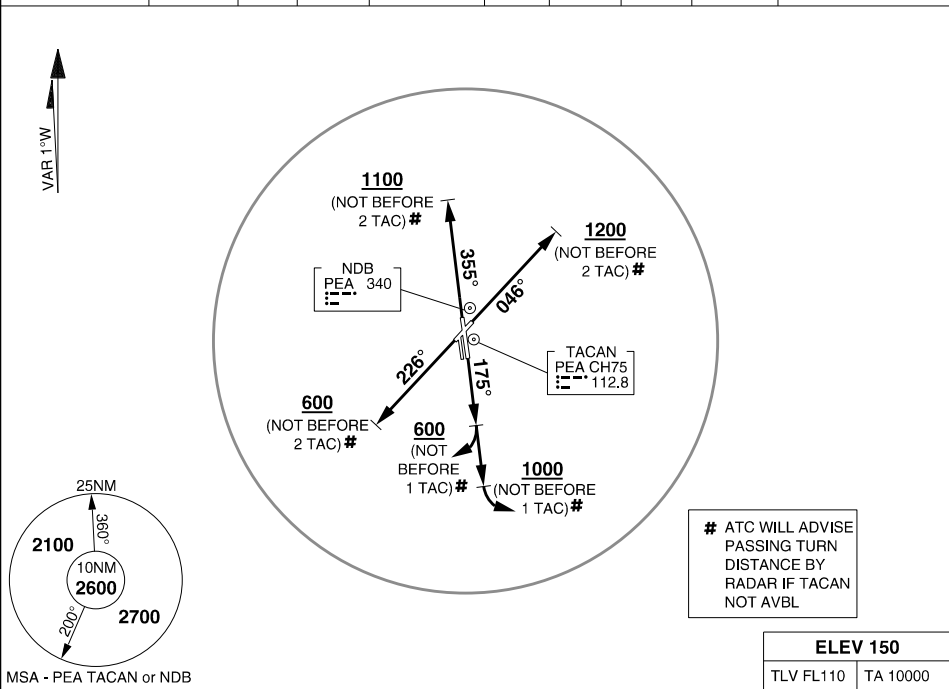 VAR 1°W
1100
(NOT BEFORE
2 TAC) #
1200
(NOT BEFORE
2 TAC) #
355°
046°
NDB
PEA 340
TACAN
PEA CH75
112.8
226°
175°
600
(NOT BEFORE
2 TAC) #
600
(NOT
BEFORE
1 TAC) #
1000
(NOT BEFORE
1 TAC) #
25NM
360°
2100
10NM
2600
2700
200°
MSA - PEA TACAN or NDB
# ATC WILL ADVISE
PASSING TURN
DISTANCE BY
RADAR IF TACAN
NOT AVBL
ELEV 150
TLV FL110 TA 10000